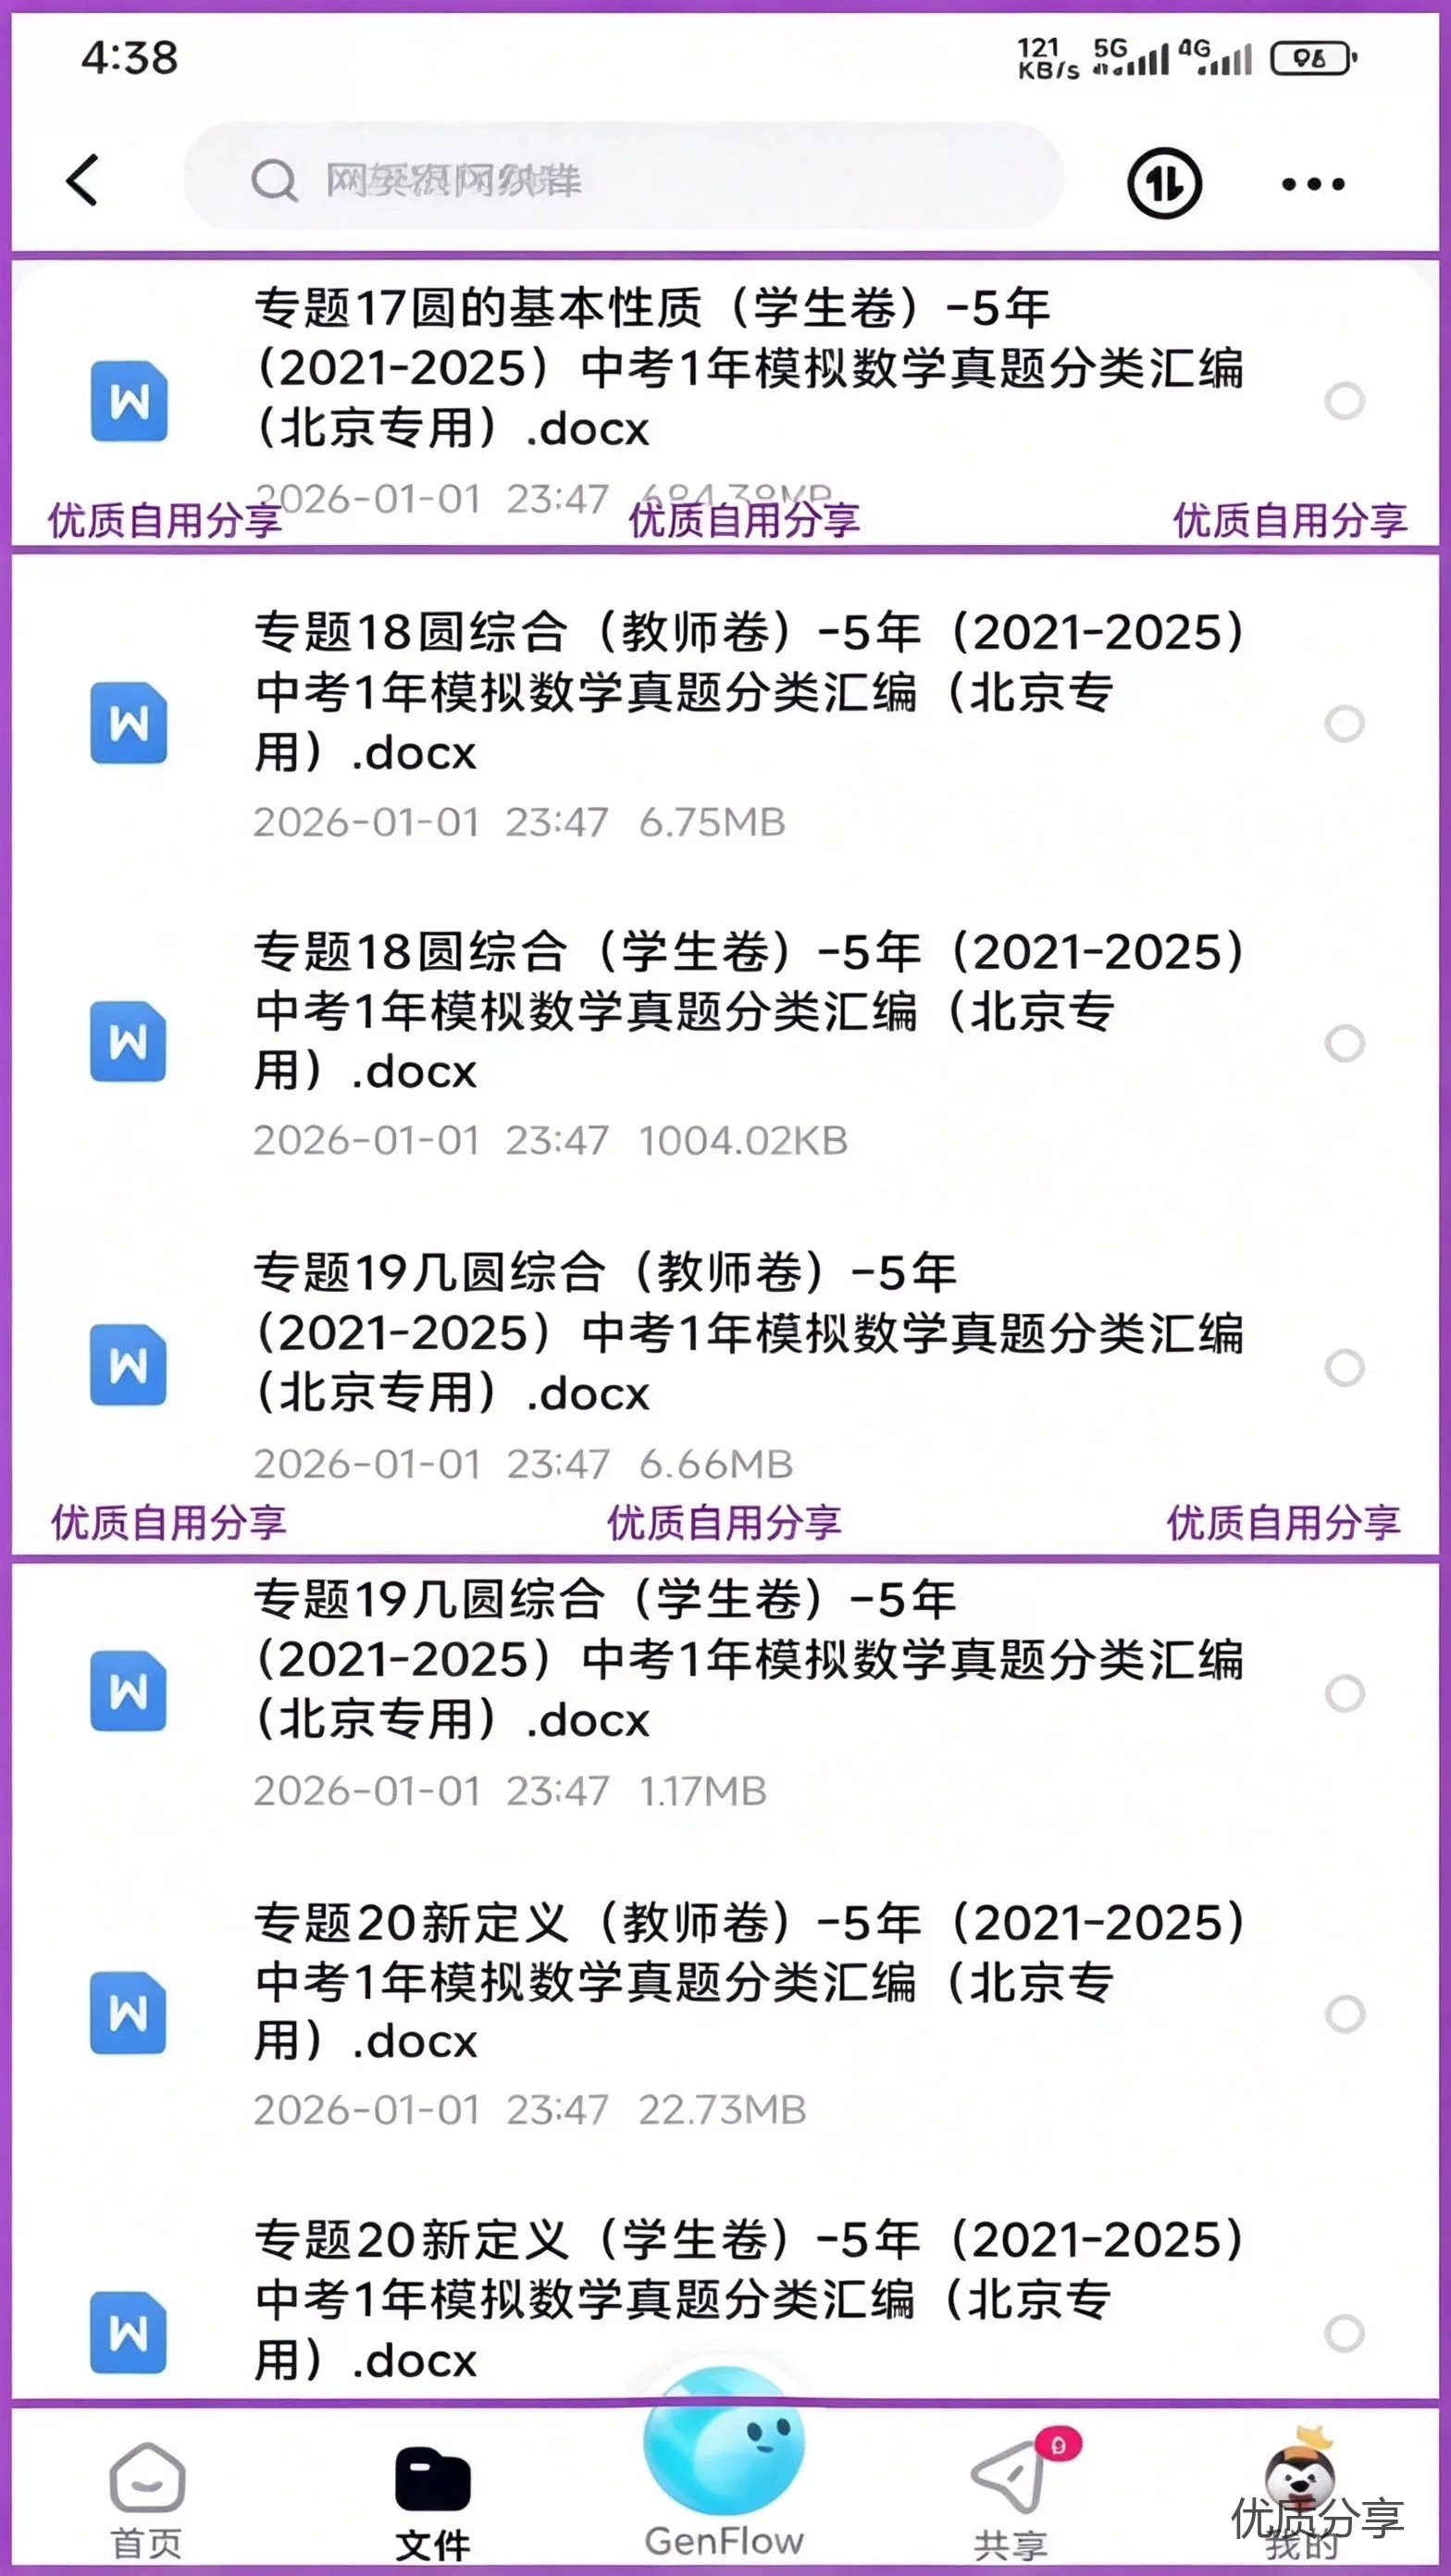 4:38
121
KB/s
5G
4G
专题17圆的基本性质（学生卷）-5年
（2021-2025）中考1年模拟数学真题分类汇编
（北京专用）.docx
2026-01-01 23:47
优质自用分享 优质自用分享 优质自用分享
专题18圆综合（教师卷）-5年（2021-2025）
中考1年模拟数学真题分类汇编（北京专
用）.docx
2026-01-01 23:47 6.75MB
专题18圆综合（学生卷）-5年（2021-2025）
中考1年模拟数学真题分类汇编（北京专
用）.docx
2026-01-01 23:47 1004.02KB
专题19几圆综合（教师卷）-5年
（2021-2025）中考1年模拟数学真题分类汇编
（北京专用）.docx
2026-01-01 23:47 6.66MB
优质自用分享 优质自用分享 优质自用分享
专题19几圆综合（学生卷）-5年
（2021-2025）中考1年模拟数学真题分类汇编
（北京专用）.docx
2026-01-01 23:47 1.17MB
专题20新定义（教师卷）-5年（2021-2025）
中考1年模拟数学真题分类汇编（北京专
用）.docx
2026-01-01 23:47 22.73MB
专题20新定义（学生卷）-5年（2021-2025）
中考1年模拟数学真题分类汇编（北京专
用）.docx
优质分享
首页 文件 GenFlow 共享 我的